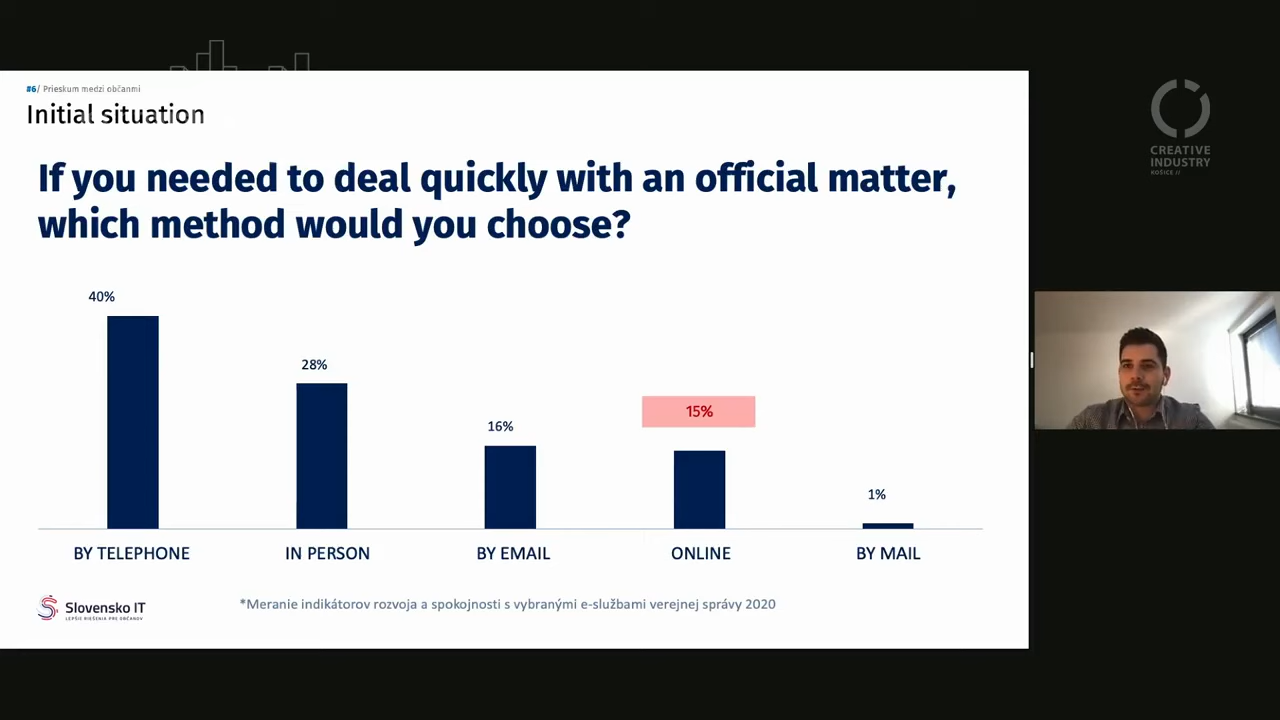 #6/ Prieskum medzi občanmi
Initial situation
If you needed to deal quickly with an official matter,
which method would you choose?
40%
28%
16%
15%
1%
BY TELEPHONE
IN PERSON
BY EMAIL
ONLINE
BY MAIL
Slovensko IT
LEPŠIE RIEŠENIA PRE OBČANOV
*Meranie indikátorov rozvoja a spokojnosti s vybranými e-službami verejnej správy 2020
CREATIVE
INDUSTRY
KOŠICE //